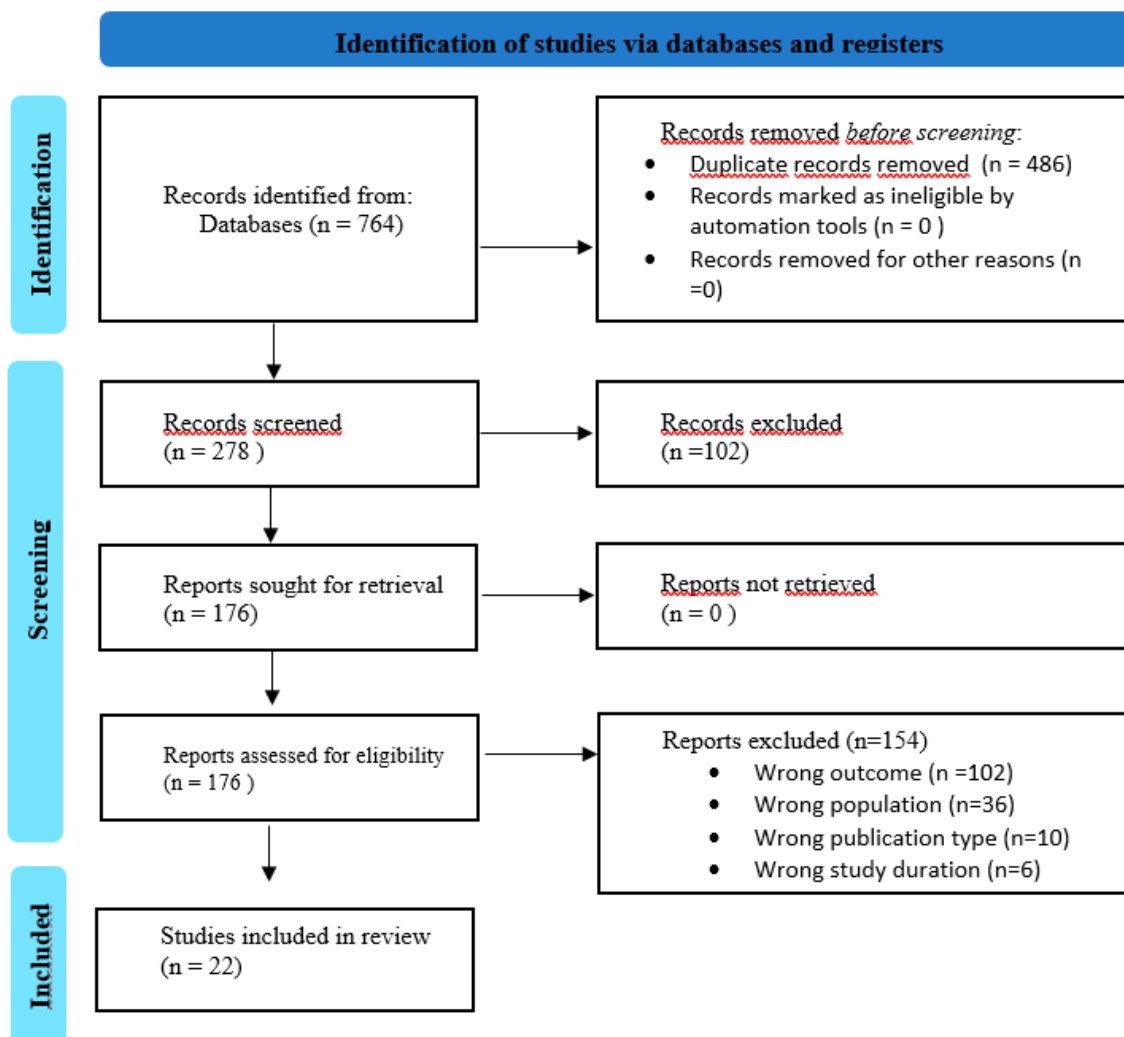 Identification of studies via databases and registers
Identification
Records identified from:
Databases (n = 764)
Records removed before screening:
• Duplicate records removed (n = 486)
• Records marked as ineligible by
automation tools (n = 0 )
• Records removed for other reasons (n
=0)
Screening
Records screened
(n = 278 )
Records excluded
(n =102)
Reports sought for retrieval
(n = 176)
Reports not retrieved
(n = 0 )
Reports assessed for eligibility
(n = 176 )
Reports excluded (n=154)
• Wrong outcome (n =102)
• Wrong population (n=36)
• Wrong publication type (n=10)
• Wrong study duration (n=6)
Included
Studies included in review
(n = 22)